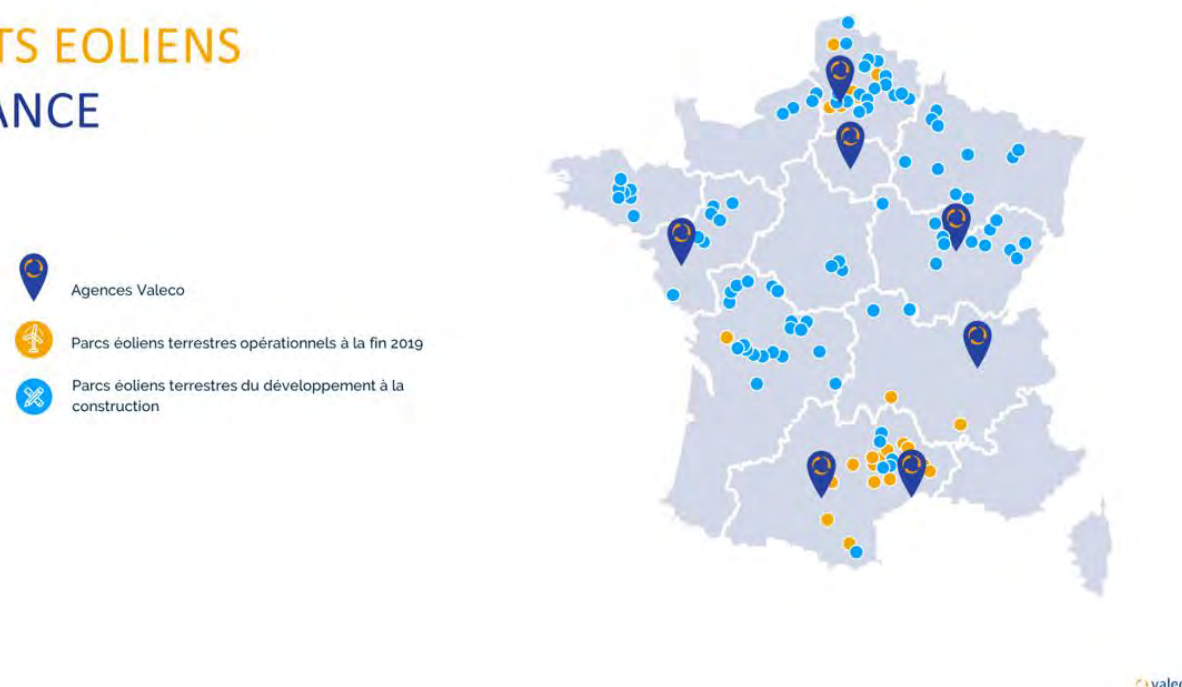 TS EOLIENS
ANCE
Agences Valeco
Parcs éoliens terrestres opérationnels à la fin 2019
Parcs éoliens terrestres du développement à la
construction
valec